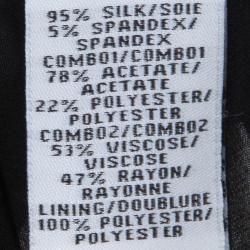 95% SILK/SOIE
5% SPANDEX/
SPANDEX
COMBO1/COMBO1
78% ACETATE/
ACETATE
22% POLYESTER/
POLYESTER
COMBO2/COMBO2
53% VISCOSE/
VISCOSE
47% RAYON/
RAYONNE
LINING/DOUBLURE
100% POLYESTER/
POLYESTER